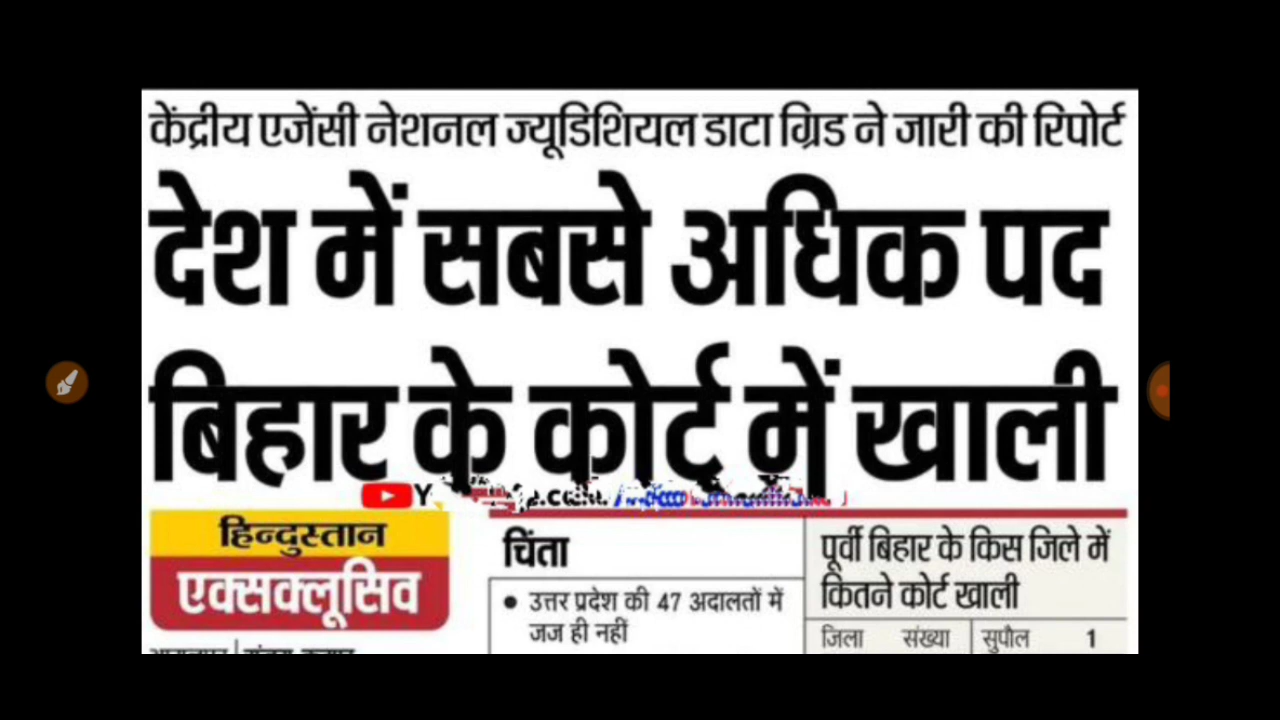 केंद्रीय एजेंसी नेशनल ज्यूडिशियल डाटा ग्रिड ने जारी की रिपोर्ट
देश में सबसे अधिक पद
बिहार के कोर्ट में खाली
हिन्दुस्तान
एक्सक्लूसिव
चिंता
• उत्तर प्रदेश की 47 अदालतों में
जज ही नहीं
पूर्वी बिहार के किस जिले में
कितने कोर्ट खाली
जिला संख्या सुपौल 1